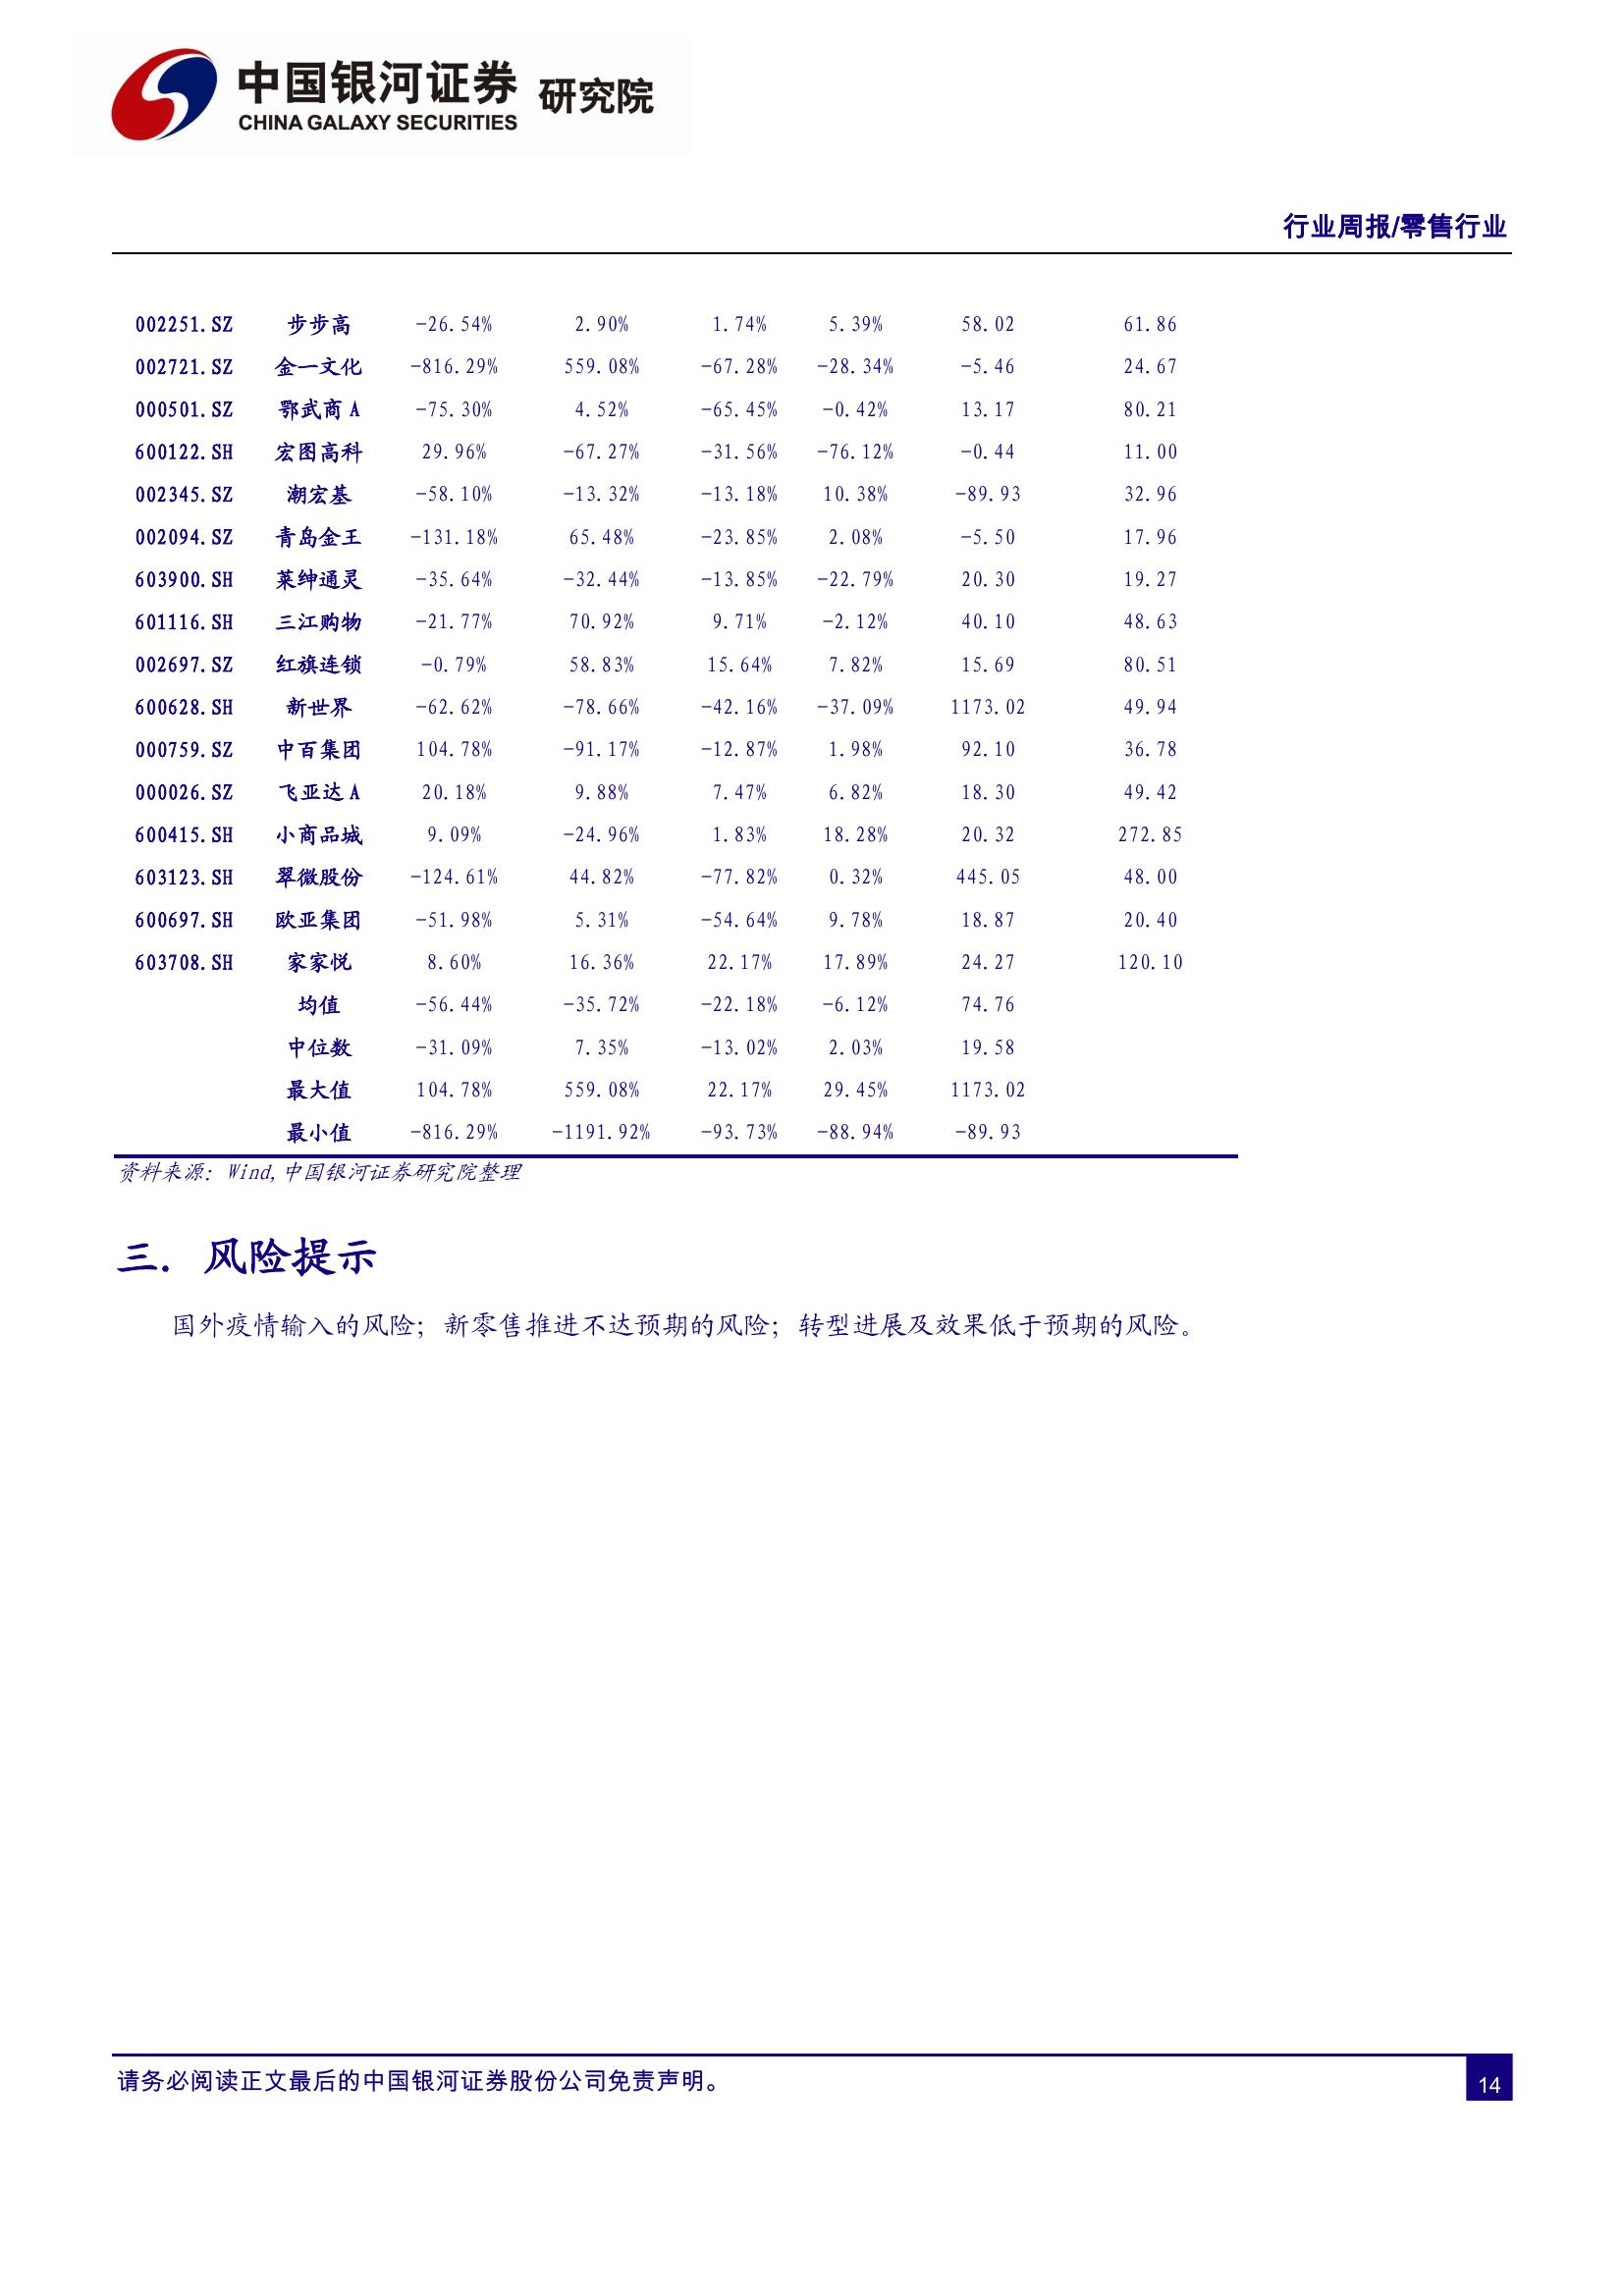 中国银河证券 研究院
CHINA GALAXY SECURITIES
行业周报/零售行业
002251.SZ 步步高 -26.54% 2.90% 1.74% 5.39% 58.02 61.86
002721.SZ 金一文化 -816.29% 559.08% -67.28% -28.34% -5.46 24.67
000501.SZ 鄂武商 A -75.30% 4.52% -65.45% -0.42% 13.17 80.21
600122.SH 宏图高科 29.96% -67.27% -31.56% -76.12% -0.44 11.00
002345.SZ 潮宏基 -58.10% -13.32% -13.18% 10.38% -89.93 32.96
002094.SZ 青岛金王 -131.18% 65.48% -23.85% 2.08% -5.50 17.96
603900.SH 莱绅通灵 -35.64% -32.44% -13.85% -22.79% 20.30 19.27
601116.SH 三江购物 -21.77% 70.92% 9.71% -2.12% 40.10 48.63
002697.SZ 红旗连锁 -0.79% 58.83% 15.64% 7.82% 15.69 80.51
600628.SH 新世界 -62.62% -78.66% -42.16% -37.09% 1173.02 49.94
000759.SZ 中百集团 104.78% -91.17% -12.87% 1.98% 92.10 36.78
000026.SZ 飞亚达 A 20.18% 9.88% 7.47% 6.82% 18.30 49.42
600415.SH 小商品城 9.09% -24.96% 1.83% 18.28% 20.32 272.85
603123.SH 翠微股份 -124.61% 44.82% -77.82% 0.32% 445.05 48.00
600697.SH 欧亚集团 -51.98% 5.31% -54.64% 9.78% 18.87 20.40
603708.SH 家家悦 8.60% 16.36% 22.17% 17.89% 24.27 120.10
均值 -56.44% -35.72% -22.18% -6.12% 74.76
中位数 -31.09% 7.35% -13.02% 2.03% 19.58
最大值 104.78% 559.08% 22.17% 29.45% 1173.02
最小值 -816.29% -1191.92% -93.73% -88.94% -89.93
资料来源：Wind,中国银河证券研究院整理
三. 风险提示
国外疫情输入的风险；新零售推进不达预期的风险；转型进展及效果低于预期的风险。
请务必阅读正文最后的中国银河证券股份公司免责声明。
14